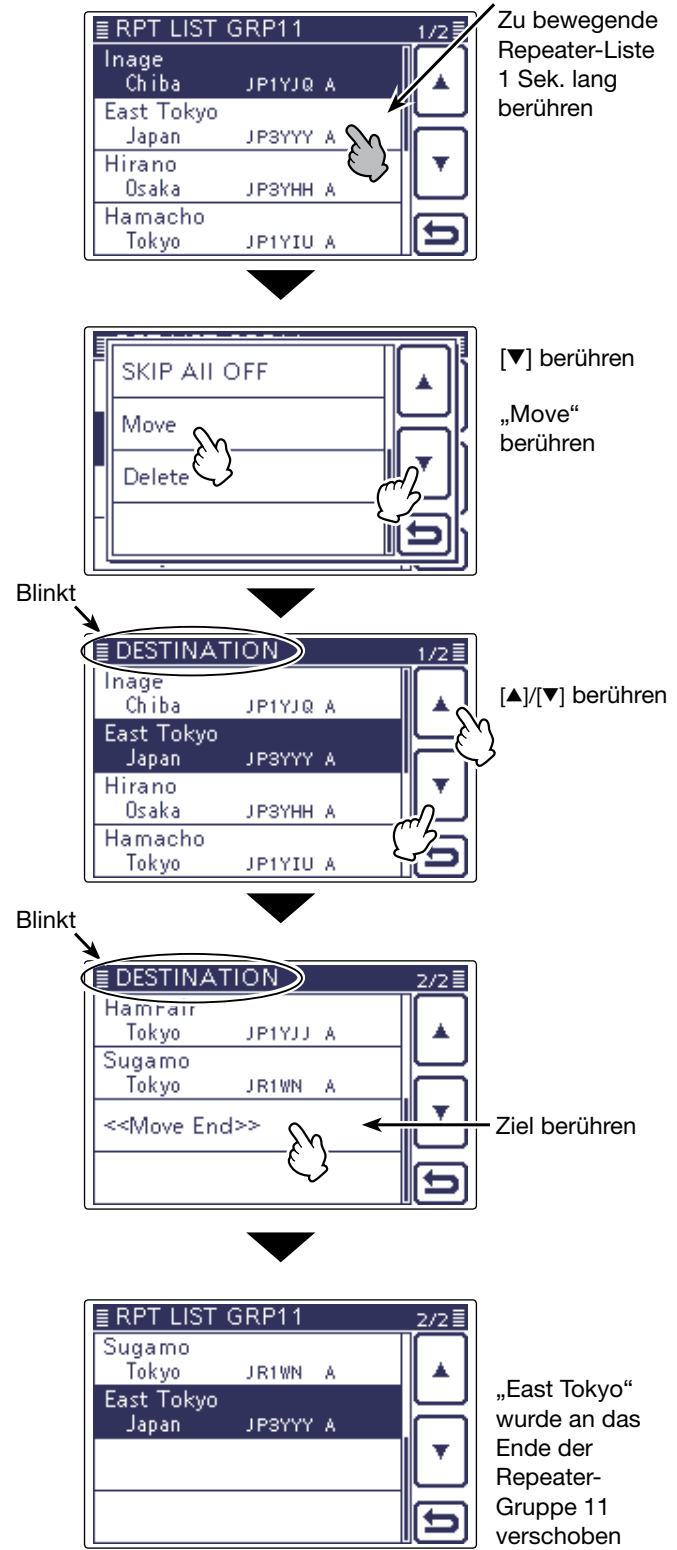 RPT LIST GRP11 1/2
Inage
Chiba JP1YJQ A
East Tokyo
Japan JP3YYY A
Hirano
Osaka JP3YHH A
Hamacho
Tokyo JP1YIU A
Zu bewegende
Repeater-Liste
1 Sek. lang
berühren
SKIP All OFF
Move
Delete
[▼] berühren
„Move“
berühren
Blinkt
DESTINATION 1/2
Inage
Chiba JP1YJQ A
East Tokyo
Japan JP3YYY A
Hirano
Osaka JP3YHH A
Hamacho
Tokyo JP1YIU A
[▲]/[▼] berühren
Blinkt
DESTINATION 2/2
HamFair
Tokyo JP1YJJ A
Sugamo
Tokyo JR1WN A
<<Move End>>
Ziel berühren
RPT LIST GRP11 2/2
Sugamo
Tokyo JR1WN A
East Tokyo
Japan JP3YYY A
„East Tokyo“
wurde an das
Ende der
Repeater-
Gruppe 11
verschoben